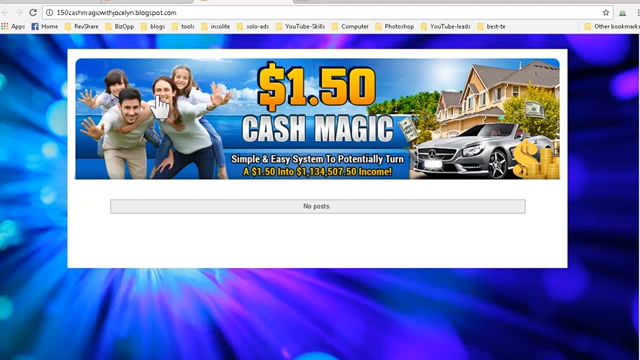 150cashmagicwithjocelyn.blogspot.com
Apps Home RevShare BizOpp blogs tools insolite solo-ads YouTube-Skills Computer Photoshop YouTube-leads best-te Other bookmarks
$1.50
CASH MAGIC
Simple & Easy System To Potentially Turn
A $1.50 Into $1,134,507.50 Income!
No posts.